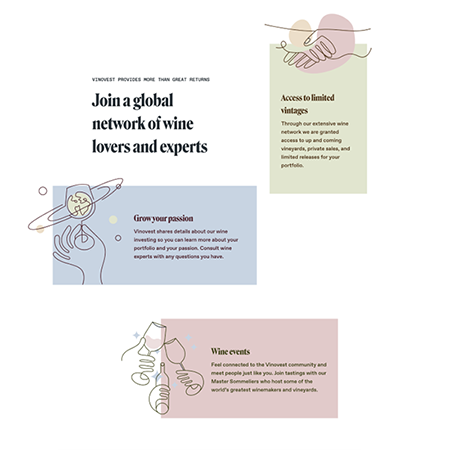 VINOVEST PROVIDES MORE THAN GREAT RETURNS
Join a global
network of wine
lovers and experts
Access to limited
vintages
Through our extensive wine
network we are granted
access to up and coming
vineyards, private sales, and
limited releases for your
portfolio.
Grow your passion
Vinovest shares details about our wine
investing so you can learn more about your
portfolio and your passion. Consult wine
experts with any questions you have.
Wine events
Feel connected to the Vinovest community and
meet people just like you. Join tastings with our
Master Sommeliers who host some of the
world's greatest winemakers and vineyards.